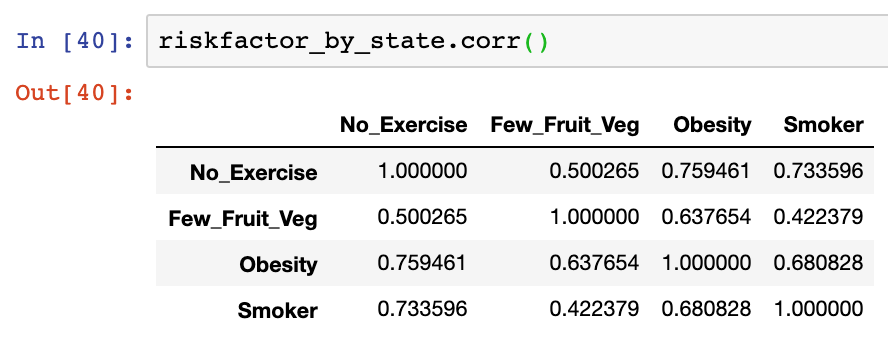 In [40]: riskfactor_by_state.corr()
Out[40]:
No_Exercise Few_Fruit_Veg Obesity Smoker
No_Exercise 1.000000 0.500265 0.759461 0.733596
Few_Fruit_Veg 0.500265 1.000000 0.637654 0.422379
Obesity 0.759461 0.637654 1.000000 0.680828
Smoker 0.733596 0.422379 0.680828 1.000000